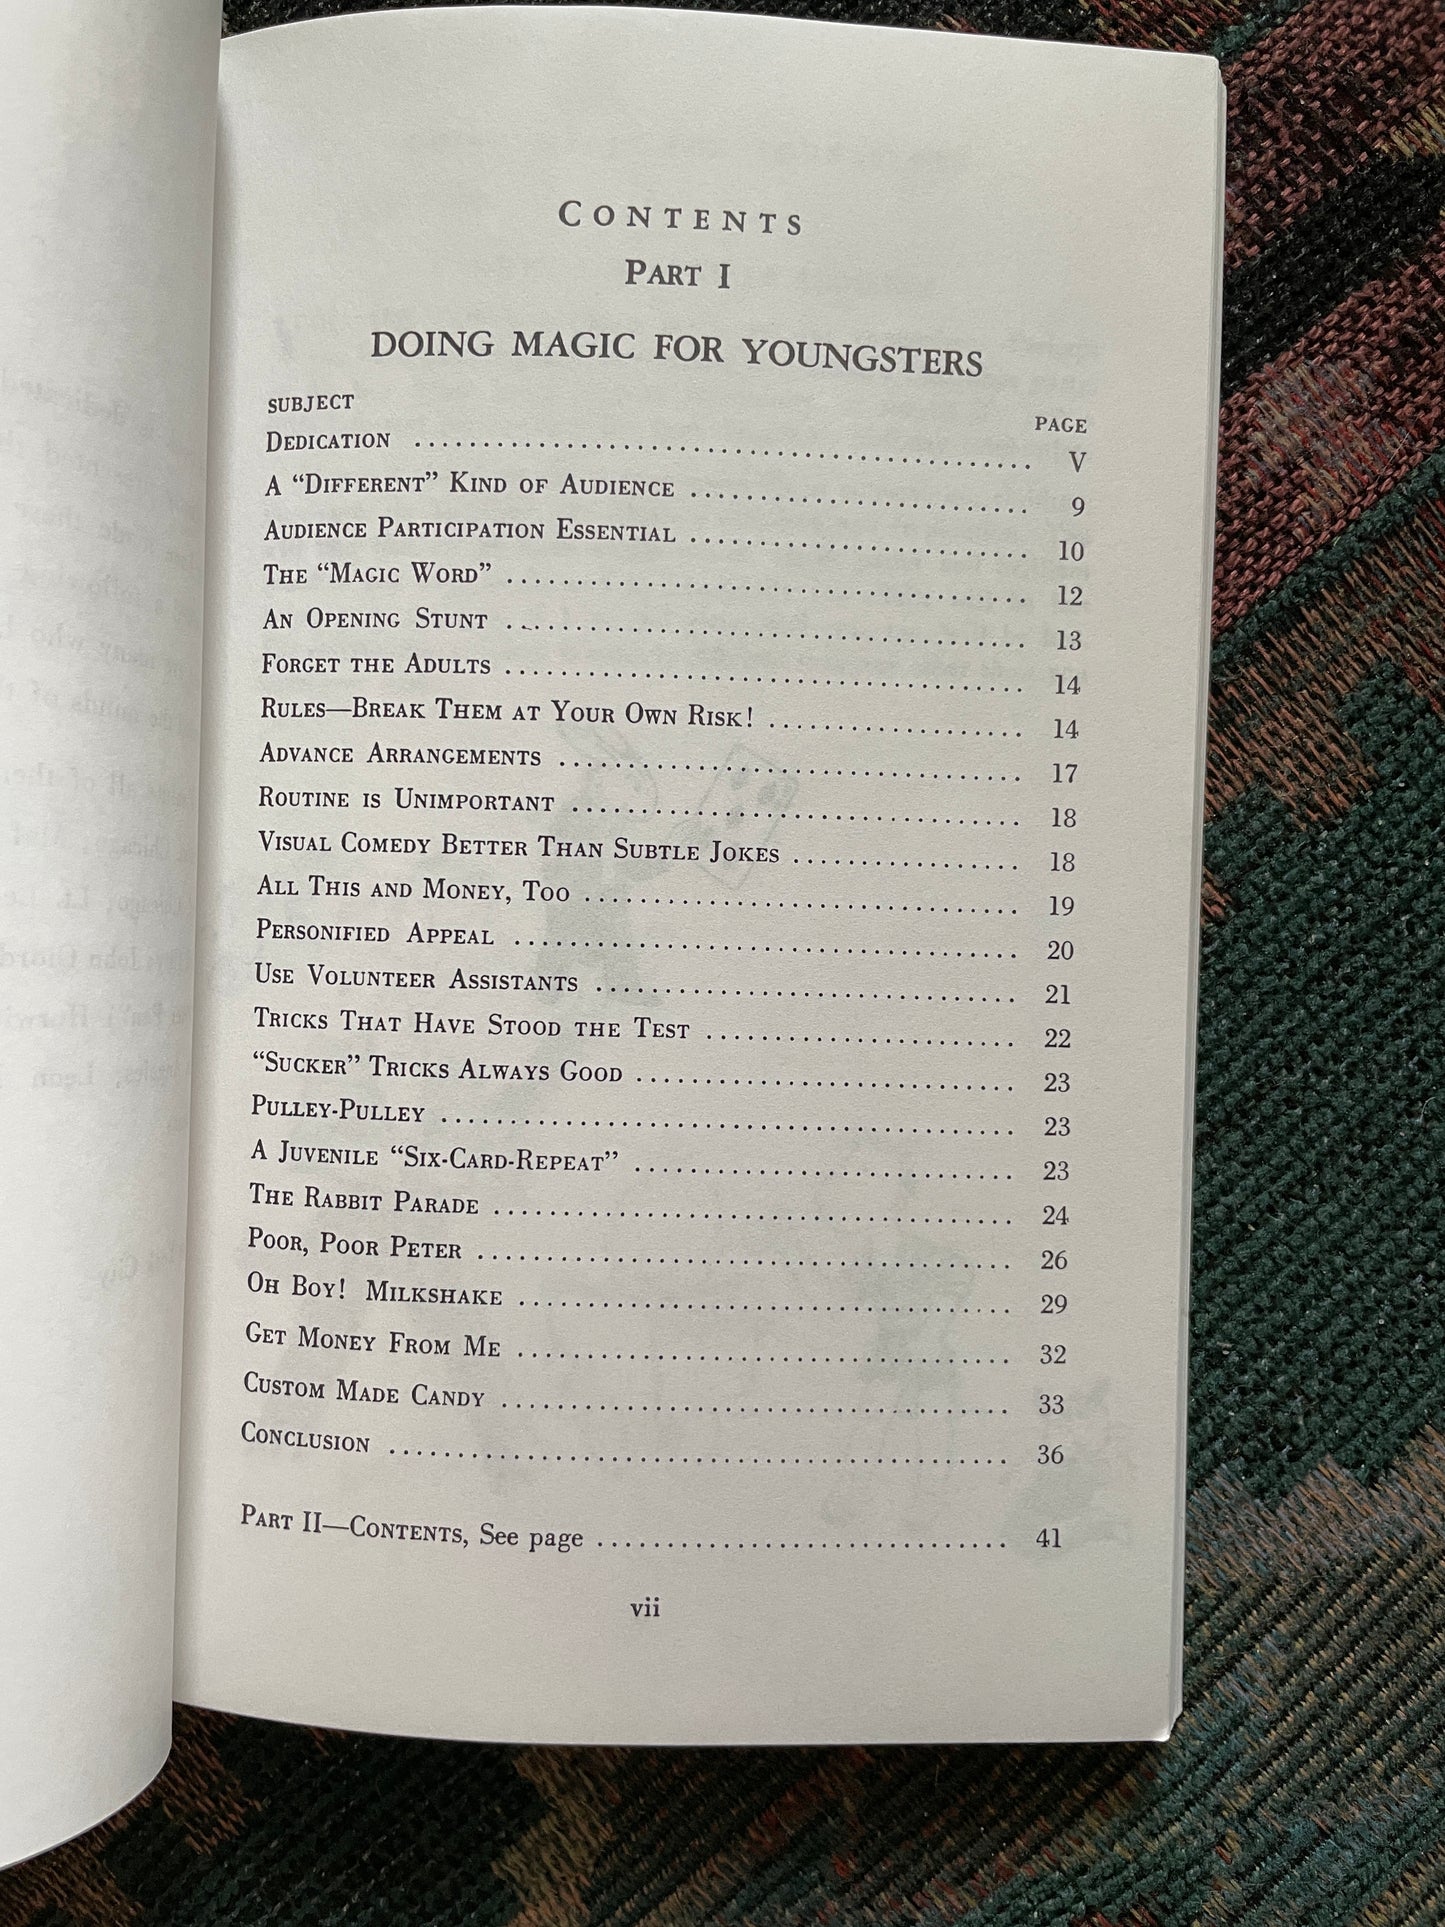 CONTENTS
PART I
DOING MAGIC FOR YOUNGSTERS
SUBJECT PAGE
DEDICATION .......... V
A “DIFFERENT” KIND OF AUDIENCE .......... 9
AUDIENCE PARTICIPATION ESSENTIAL .......... 10
THE “MAGIC WORD” .......... 12
AN OPENING STUNT .......... 13
FORGET THE ADULTS .......... 14
RULES—BREAK THEM AT YOUR OWN RISK! .......... 14
ADVANCE ARRANGEMENTS .......... 17
ROUTINE IS UNIMPORTANT .......... 18
VISUAL COMEDY BETTER THAN SUBTLE JOKES .......... 18
ALL THIS AND MONEY, TOO .......... 19
PERSONIFIED APPEAL .......... 20
USE VOLUNTEER ASSISTANTS .......... 21
TRICKS THAT HAVE STOOD THE TEST .......... 22
“SUCKER” TRICKS ALWAYS GOOD .......... 23
PULLEY-PULLEY .......... 23
A JUVENILE “SIX-CARD-REPEAT” .......... 23
THE RABBIT PARADE .......... 24
POOR, POOR PETER .......... 26
OH BOY! MILKSHAKE .......... 29
GET MONEY FROM ME .......... 32
CUSTOM MADE CANDY .......... 33
CONCLUSION .......... 36
PART II—CONTENTS, See page .......... 41
vii